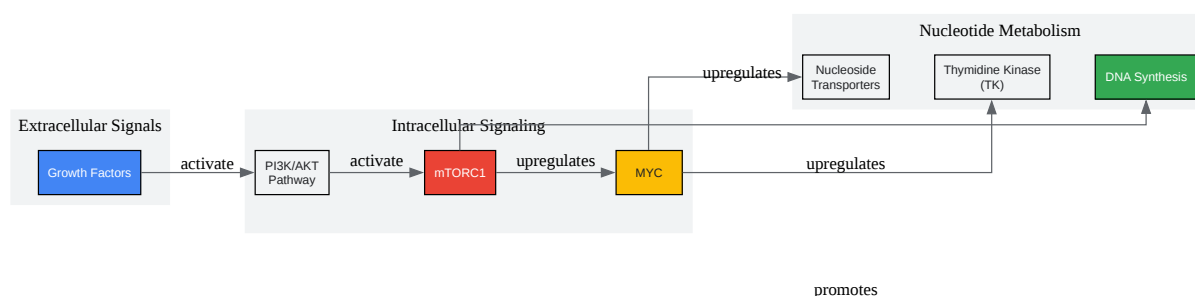 Nucleotide Metabolism
upregulates
Nucleoside
Transporters
Thymidine Kinase
(TK)
DNA Synthesis
Extracellular Signals
Intracellular Signaling
Growth Factors
activate
PI3K/AKT
Pathway
activate
mTORC1
upregulates
MYC
upregulates
promotes